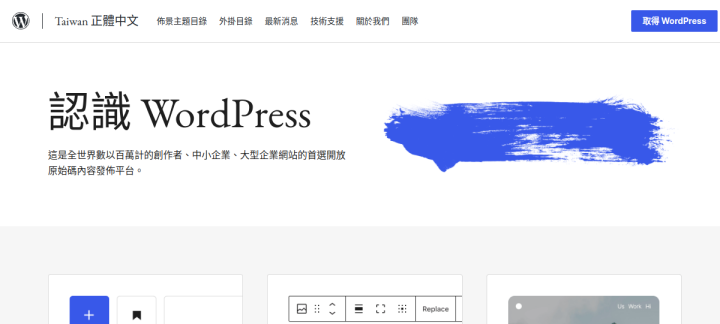 Taiwan 正體中文
佈景主題目錄 外掛目錄 最新消息 技術支援 關於我們 團隊
取得 WordPress
認識 WordPress
這是全世界數以百萬計的創作者、中小企業、大型企業網站的首選開放
原始碼內容發佈平台。
Replace
Us Work Hi